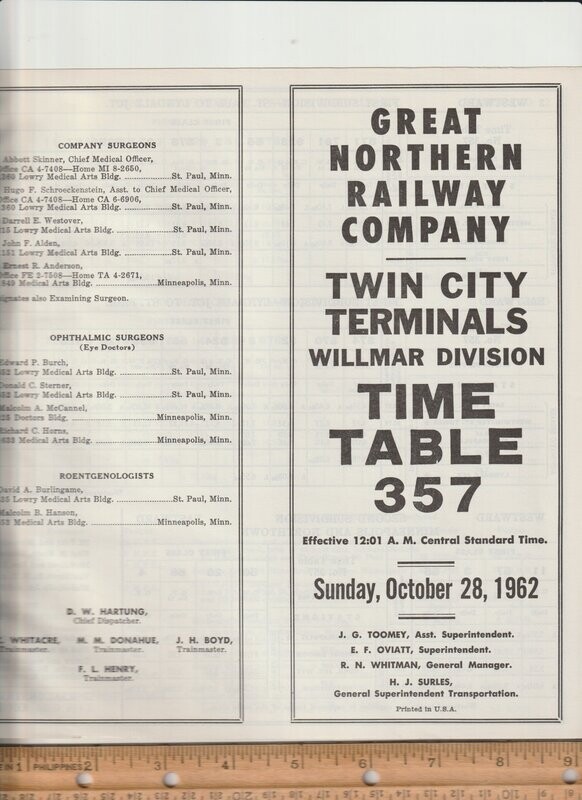 COMPANY SURGEONS
Abbott Skinner, Chief Medical Officer,
Office CA 4-7408—Home MI 8-2650,
Lowry Medical Arts Bldg. St. Paul, Minn.
Hugo F. Schroeckenstein, Asst. to Chief Medical Officer,
Office CA 4-7408—Home CA 6-6906,
Lowry Medical Arts Bldg. St. Paul, Minn.
Darrell E. Westover,
Lowry Medical Arts Bldg. St. Paul, Minn.
John F. Alden,
Lowry Medical Arts Bldg. St. Paul, Minn.
Ernest R. Anderson,
Office FE 2-7508—Home TA 4-2671,
Medical Arts Bldg. Minneapolis, Minn.
also Examining Surgeon.
OPHTHALMIC SURGEONS
(Eye Doctors)
Edward P. Burch,
Lowry Medical Arts Bldg. St. Paul, Minn.
Donald C. Sterner,
Lowry Medical Arts Bldg. St. Paul, Minn.
Malcolm A. McCannel,
Doctors Bldg. Minneapolis, Minn.
Richard C. Horns,
Medical Arts Bldg. Minneapolis, Minn.
ROENTGENOLOGISTS
David A. Burlingame,
Lowry Medical Arts Bldg. St. Paul, Minn.
Malcolm B. Hanson,
Medical Arts Bldg. Minneapolis, Minn.
D. W. HARTUNG,
Chief Dispatcher.
WHITACRE, M. M. DONAHUE, J. H. BOYD,
Trainmaster. Trainmaster. Trainmaster.
F. L. HENRY,
Trainmaster.
GREAT
NORTHERN
RAILWAY
COMPANY
TWIN CITY
TERMINALS
WILLMAR DIVISION
TIME
TABLE
357
Effective 12:01 A. M. Central Standard Time.
Sunday, October 28, 1962
J. G. TOOMEY, Asst. Superintendent.
E. F. OVIATT, Superintendent.
R. N. WHITMAN, General Manager.
H. J. SURLES,
General Superintendent Transportation.
Printed in U.S.A.
1 PHILIPPINES 2 3 4 5 6 7 8 9